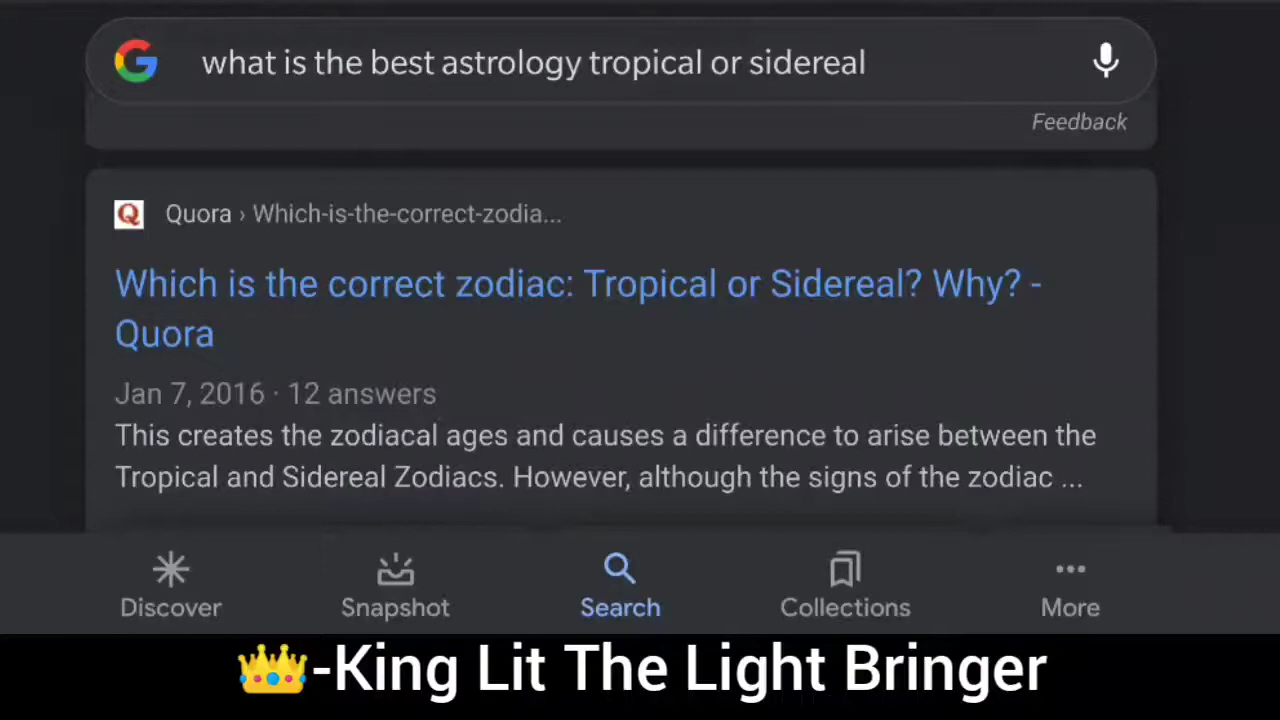 what is the best astrology tropical or sidereal
Feedback
Quora › Which-is-the-correct-zodia...
Which is the correct zodiac: Tropical or Sidereal? Why? -
Quora
Jan 7, 2016 · 12 answers
This creates the zodiacal ages and causes a difference to arise between the
Tropical and Sidereal Zodiacs. However, although the signs of the zodiac ...
Discover Snapshot Search Collections More
👑-King Lit The Light Bringer